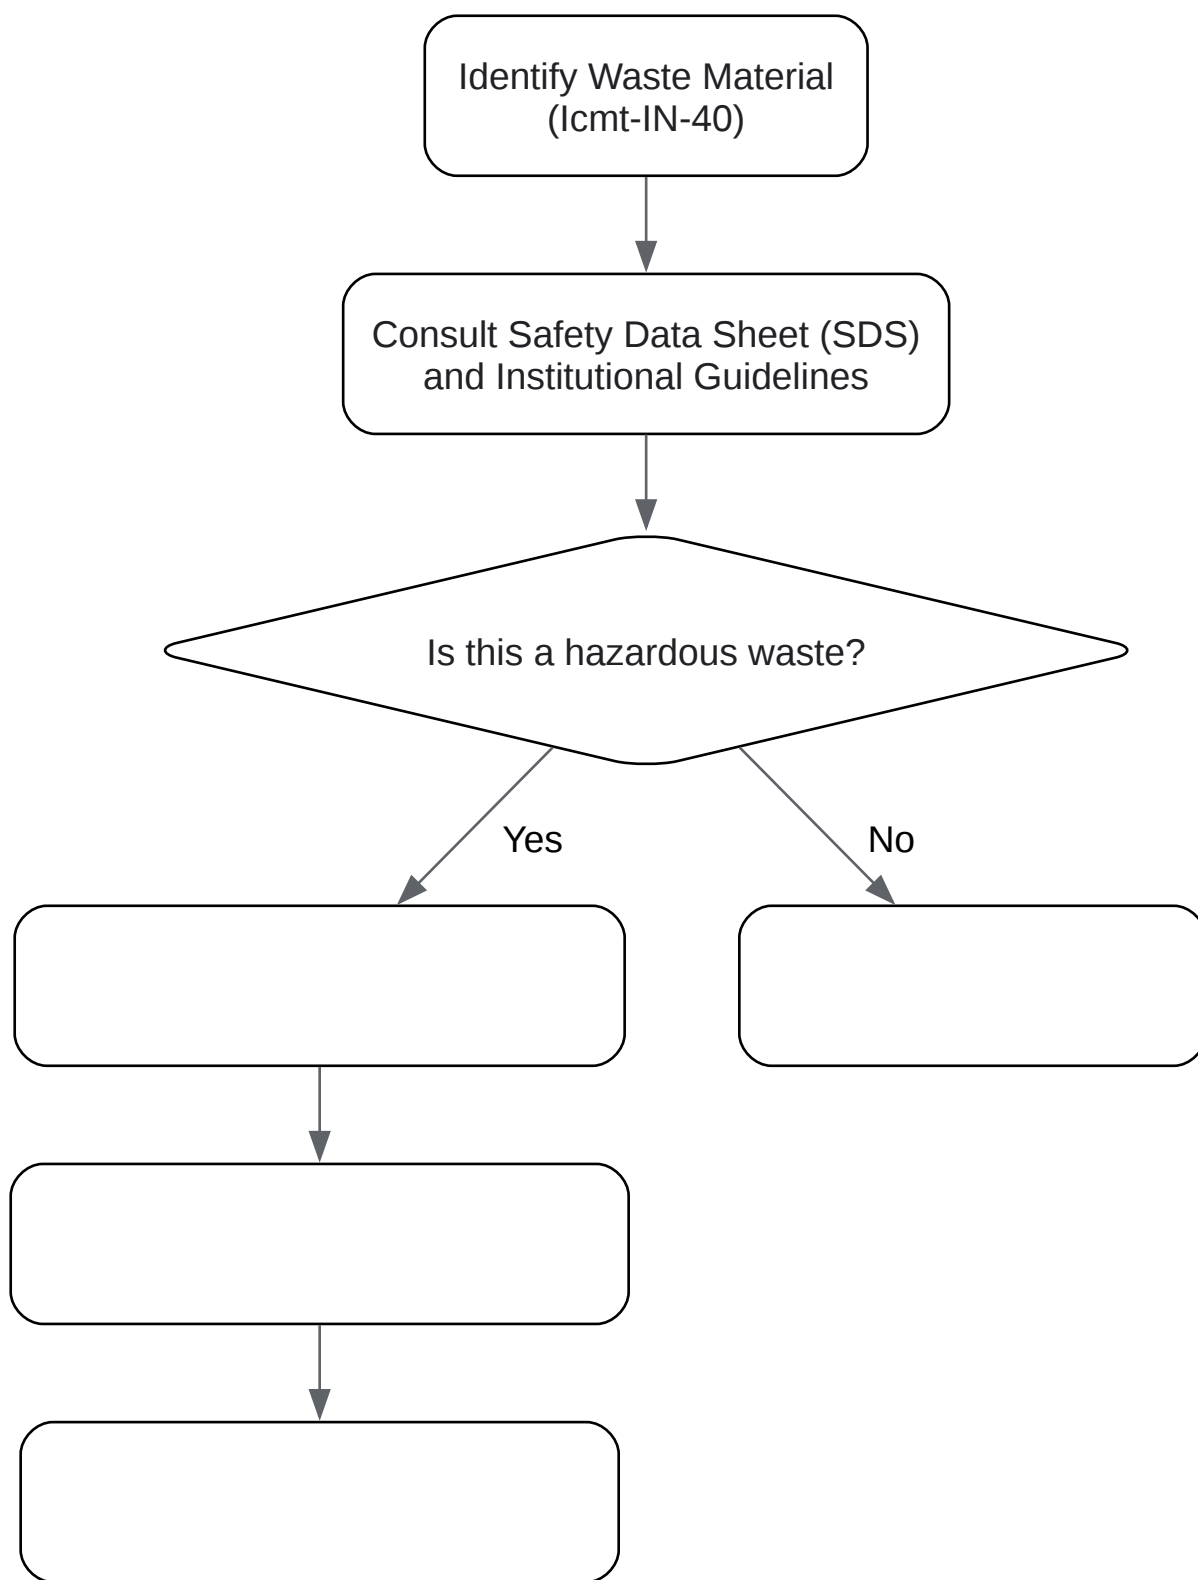 Identify Waste Material
(Icmt-IN-40)
Consult Safety Data Sheet (SDS)
and Institutional Guidelines
Is this a hazardous waste?
Yes
No